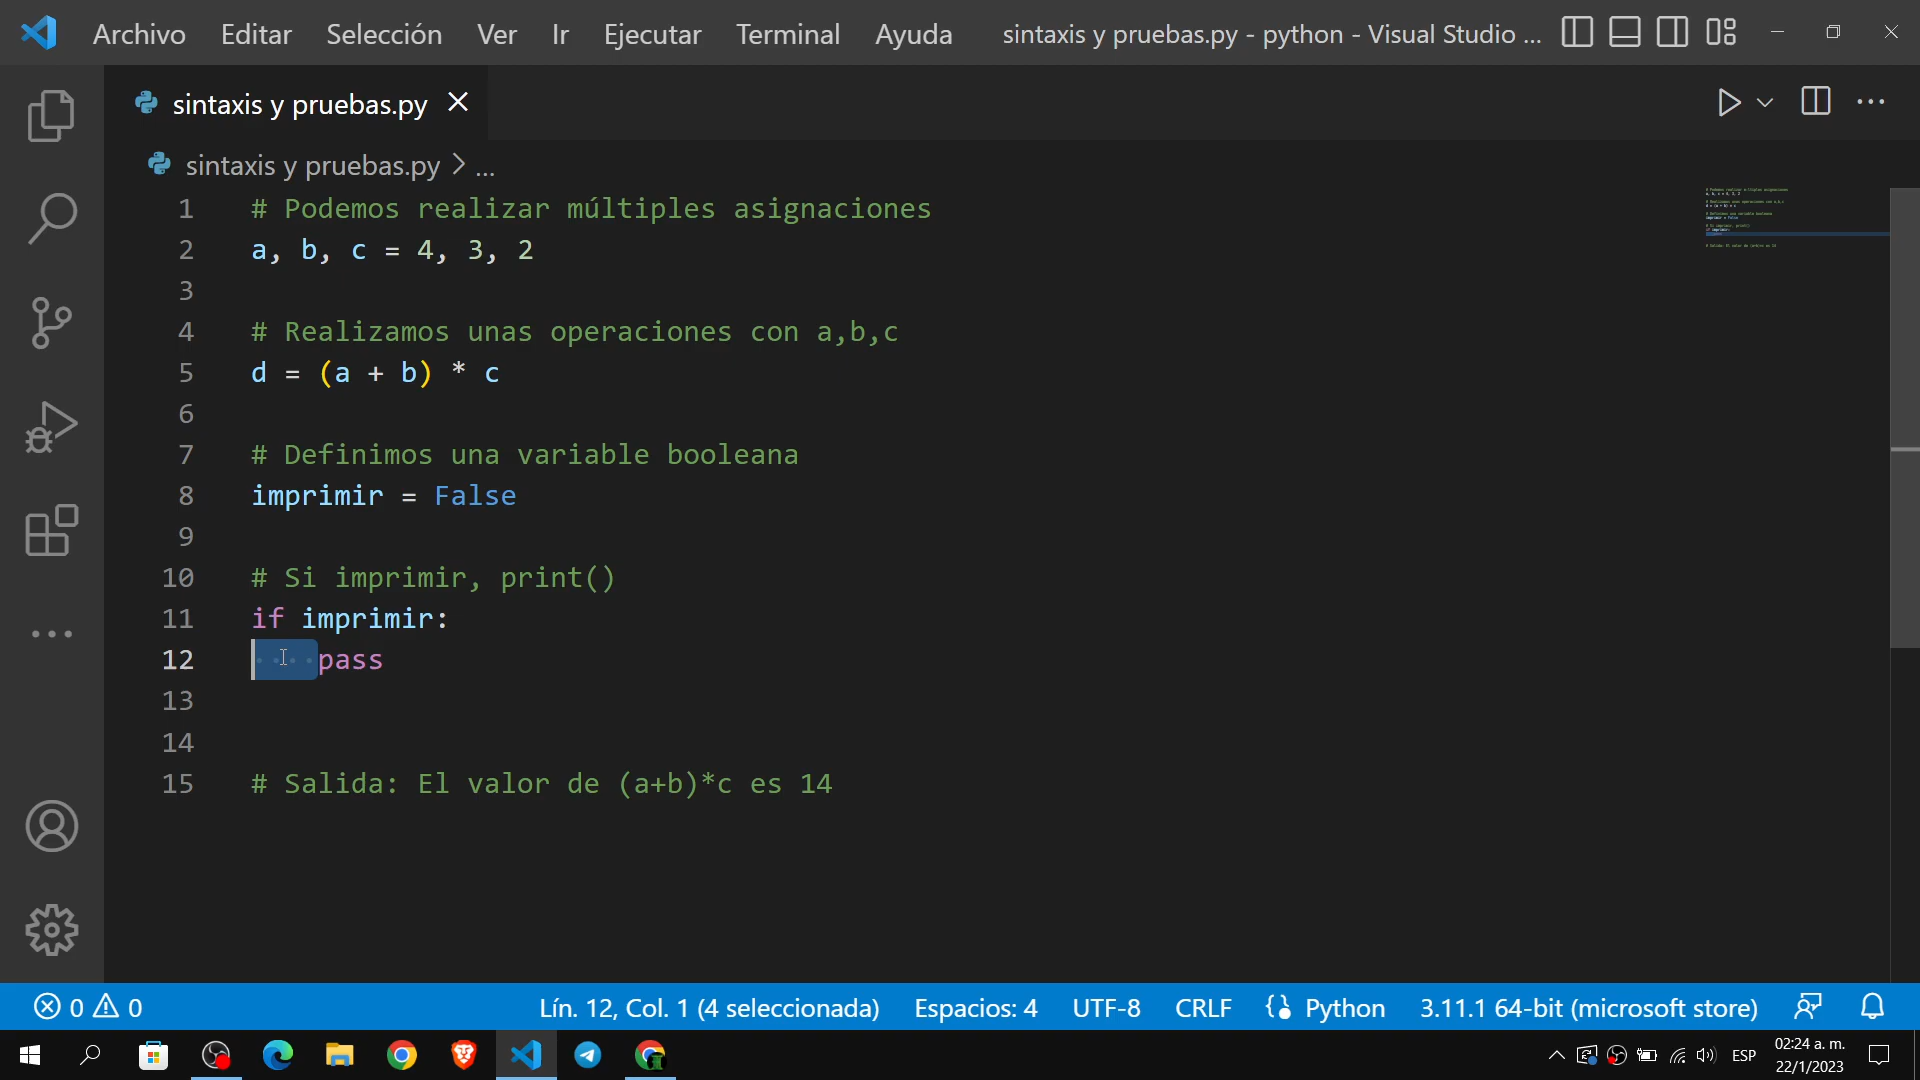 Archivo Editar Selección Ver Ir Ejecutar Terminal Ayuda sintaxis y pruebas.py - python - Visual Studio ...
sintaxis y pruebas.py
sintaxis y pruebas.py > ...
1 # Podemos realizar múltiples asignaciones
2 a, b, c = 4, 3, 2
3
4 # Realizamos unas operaciones con a,b,c
5 d = (a + b) * c
6
7 # Definimos una variable booleana
8 imprimir = False
9
10 # Si imprimir, print()
11 if imprimir:
12 pass
13
14
15 # Salida: El valor de (a+b)*c es 14
0 0 Lín. 12, Col. 1 (4 seleccionada) Espacios: 4 UTF-8 CRLF Python 3.11.1 64-bit (microsoft store)
ESP 02:24 a. m.
22/1/2023